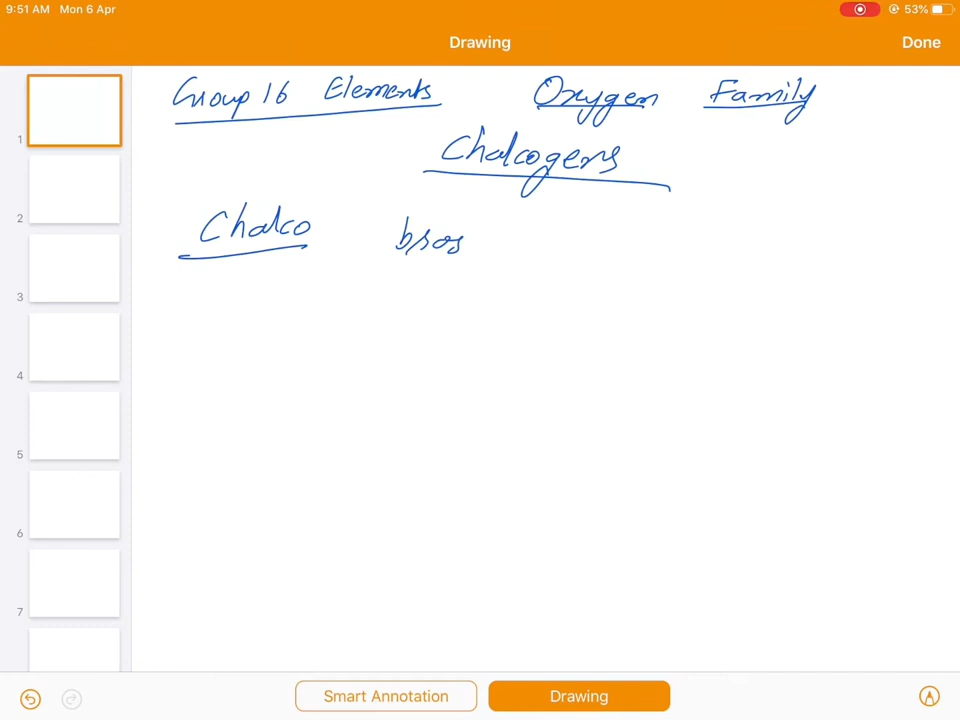 9:51 AM Mon 6 Apr 53%
Drawing Done
Group 16 Elements Oxygen Family
Chalcogens
Chalco
1
2
3
4
5
6
7
Smart Annotation Drawing